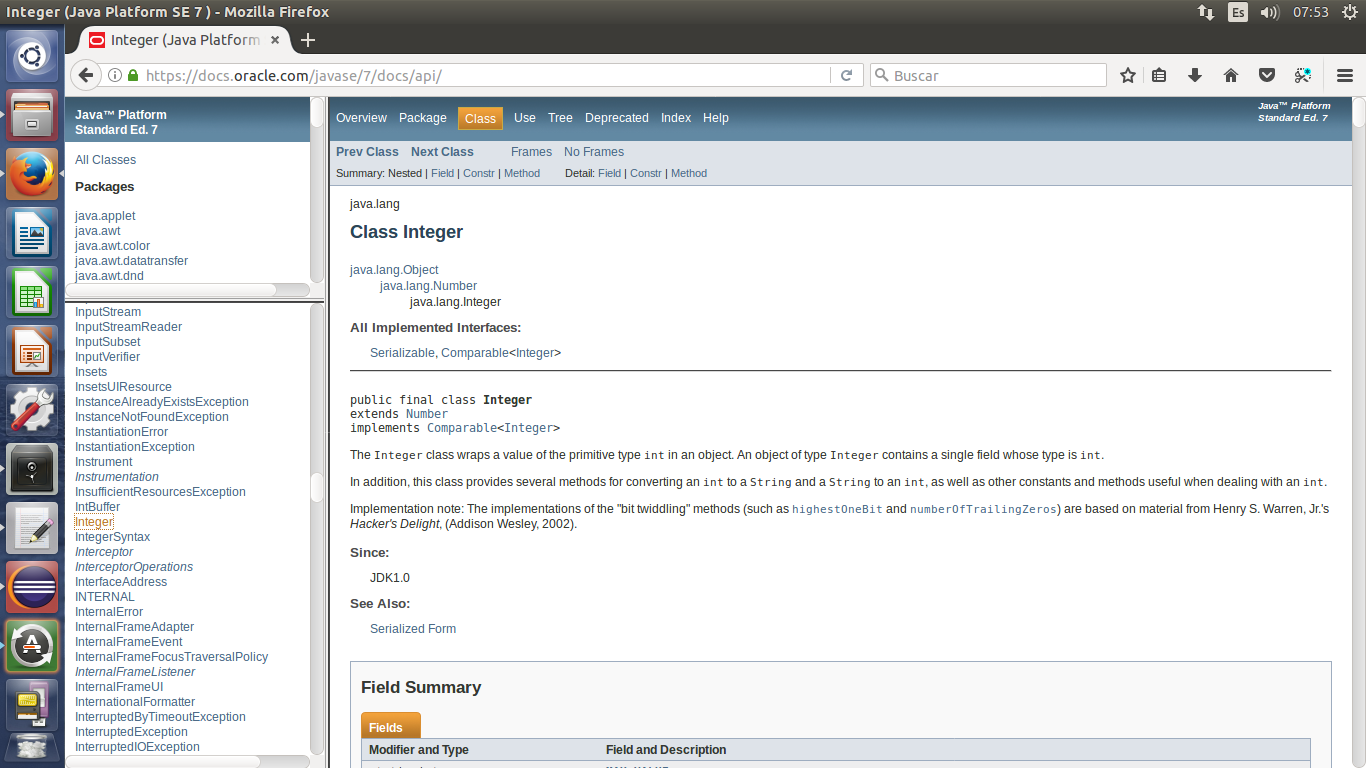 Integer (Java Platform SE 7 ) - Mozilla Firefox
Es
07:53
Integer (Java Platform
https://docs.oracle.com/javase/7/docs/api/
Buscar
Java™ Platform
Standard Ed. 7
All Classes
Packages
java.applet
java.awt
java.awt.color
java.awt.datatransfer
java.awt.dnd
InputStream
InputStreamReader
InputSubset
InputVerifier
Insets
InsetsUIResource
InstanceAlreadyExistsException
InstanceNotFoundException
InstantiationError
InstantiationException
Instrument
Instrumentation
InsufficientResourcesException
IntBuffer
Integer
IntegerSyntax
Interceptor
InterceptorOperations
InterfaceAddress
INTERNAL
InternalError
InternalFrameAdapter
InternalFrameEvent
InternalFrameFocusTraversalPolicy
InternalFrameListener
InternalFrameUI
InternationalFormatter
InterruptedByTimeoutException
InterruptedException
InterruptedIOException
Overview Package Class Use Tree Deprecated Index Help
Java™ Platform
Standard Ed. 7
Prev Class Next Class Frames No Frames
Summary: Nested | Field | Constr | Method Detail: Field | Constr | Method
java.lang
Class Integer
java.lang.Object
java.lang.Number
java.lang.Integer
All Implemented Interfaces:
Serializable, Comparable<Integer>
public final class Integer
extends Number
implements Comparable<Integer>
The Integer class wraps a value of the primitive type int in an object. An object of type Integer contains a single field whose type is int.
In addition, this class provides several methods for converting an int to a String and a String to an int, as well as other constants and methods useful when dealing with an int.
Implementation note: The implementations of the "bit twiddling" methods (such as highestOneBit and numberOfTrailingZeros) are based on material from Henry S. Warren, Jr.'s
Hacker's Delight, (Addison Wesley, 2002).
Since:
JDK1.0
See Also:
Serialized Form
Field Summary
Fields
Modifier and Type Field and Description